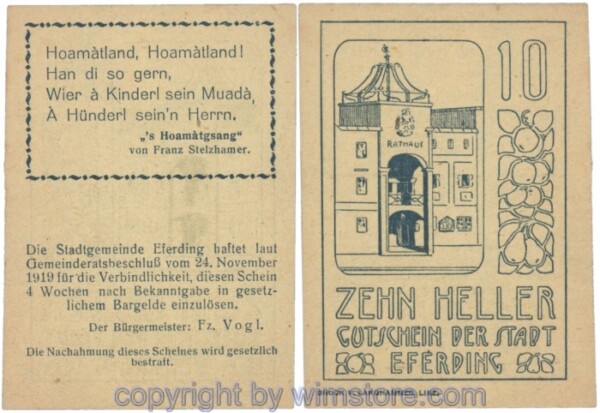 Hoamàtland, Hoamàtland!
Han di so gern,
Wier à Kinderl sein Muadà,
À Hünderl sein'n Herrn.
„'s Hoamàtgsang"
von Franz Stelzhamer.
Die Stadtgemeinde Eferding haftet laut
Gemeinderatsbeschluß vom 24. November
1919 für die Verbindlichkeit, diesen Schein
4 Wochen nach Bekanntgabe in gesetz-
lichem Bargelde einzulösen.
Der Bürgermeister: Fz. Vogl.
Die Nachahmung dieses Scheines wird gesetzlich
bestraft.
10
RATHAUS
ZEHN HELLER
GUTSCHEIN DER STADT
EFERDING
copyright by wimstore.com